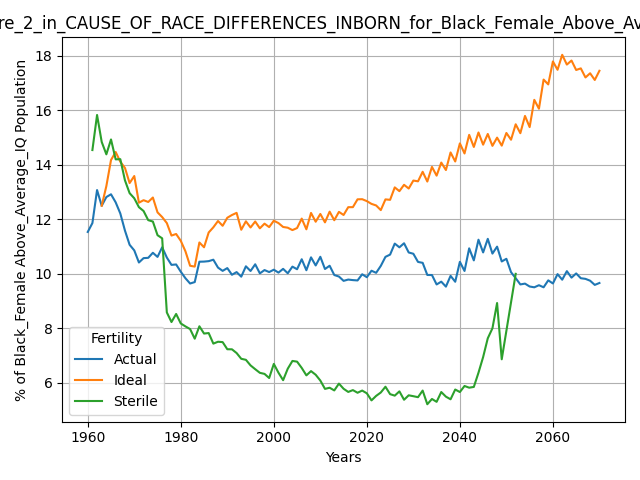 re_2_in_CAUSE_OF_RACE_DIFFERENCES_INBORN_for_Black_Female_Above_Av
% of Black_Female Above_Average_IQ Population
18
16
14
12
10
8
6
Fertility
Actual
Ideal
Sterile
1960 1980 2000 2020 2040 2060
Years